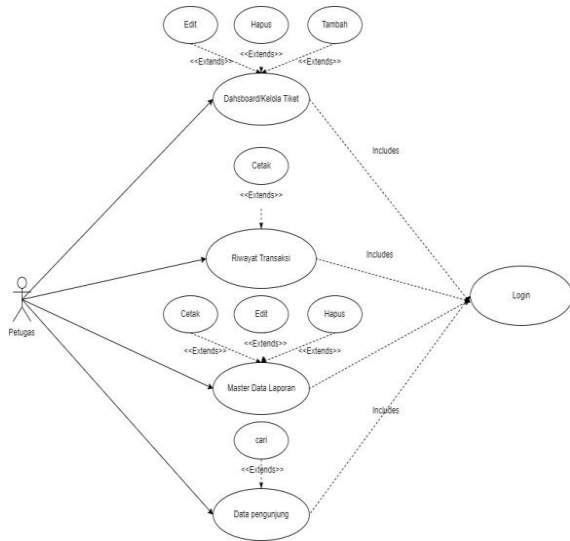 Edit
Hapus
Tambah
<<Extends>>
<<Extends>>
<<Extends>>
Dahsboard/Kelola Tiket
Includes
Cetak
<<Extends>>
Riwayat Transaksi
Includes
Login
Petugas
Cetak
Edit
Hapus
<<Extends>>
<<Extends>>
<<Extends>>
Master Data Laporan
Includes
cari
<<Extends>>
Data pengunjung